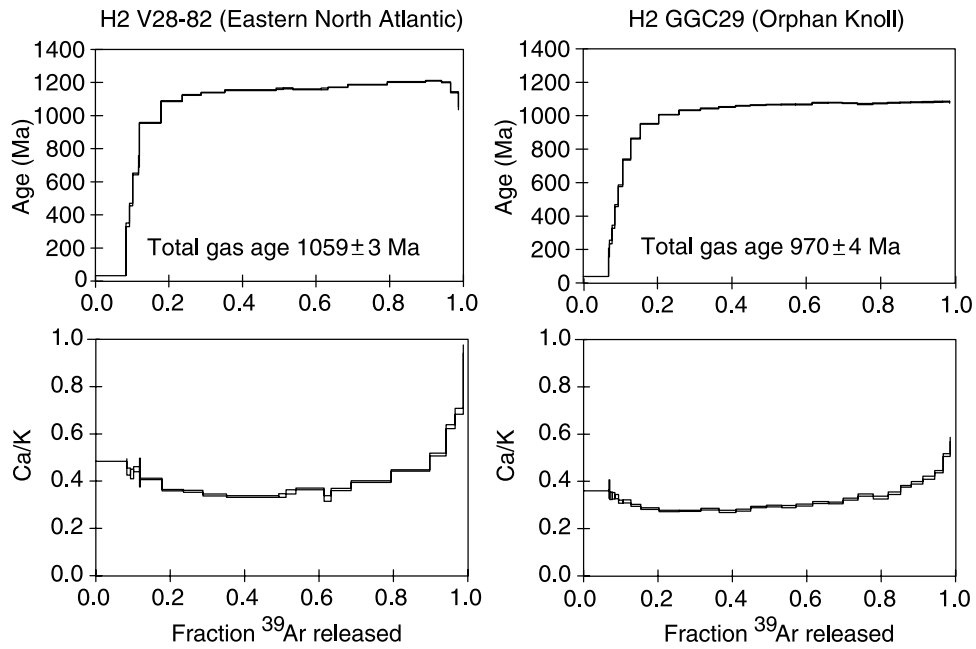 H2 V28-82 (Eastern North Atlantic)
H2 GGC29 (Orphan Knoll)
Age (Ma)
1400
1200
1000
800
600
400
200
0
Total gas age 1059±3 Ma
0.0 0.2 0.4 0.6 0.8 1.0
Age (Ma)
1400
1200
1000
800
600
400
200
0
Total gas age 970±4 Ma
0.0 0.2 0.4 0.6 0.8 1.0
Ca/K
1.0
0.8
0.6
0.4
0.2
0.0
0.0 0.2 0.4 0.6 0.8 1.0
Fraction ³⁹Ar released
Ca/K
1.0
0.8
0.6
0.4
0.2
0.0
0.0 0.2 0.4 0.6 0.8 1.0
Fraction ³⁹Ar released